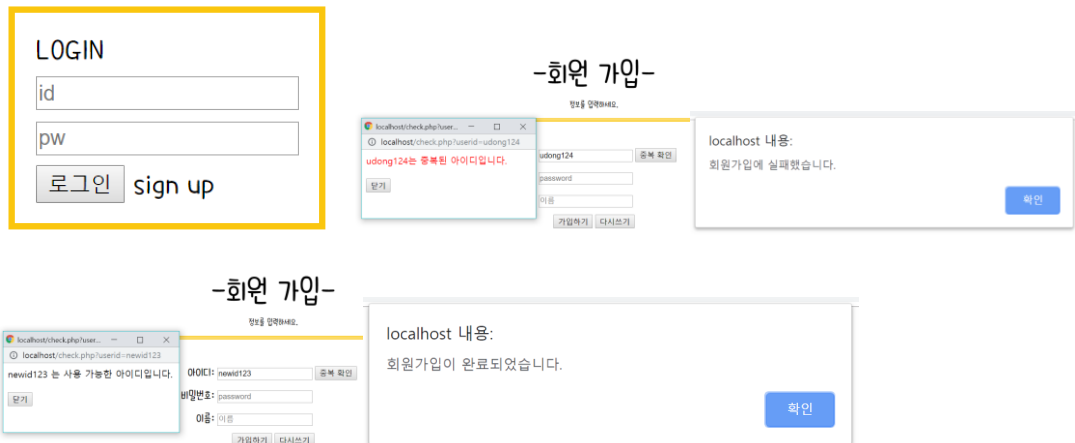 LOGIN
id
pw
로그인 sign up
-회원 가입-
정보를 입력하세요.
localhost/check.php?user...
localhost/check.php?userid=udong124
udong124는 중복된 아이디입니다.
닫기
udong124 중복 확인
password
이름
가입하기 다시쓰기
localhost 내용:
회원가입에 실패했습니다.
확인
-회원 가입-
정보를 입력하세요.
localhost/check.php?user...
localhost/check.php?userid=newid123
newid123 는 사용 가능한 아이디입니다.
닫기
아이디: newid123 중복 확인
비밀번호: password
이름: 이름
가입하기 다시쓰기
localhost 내용:
회원가입이 완료되었습니다.
확인